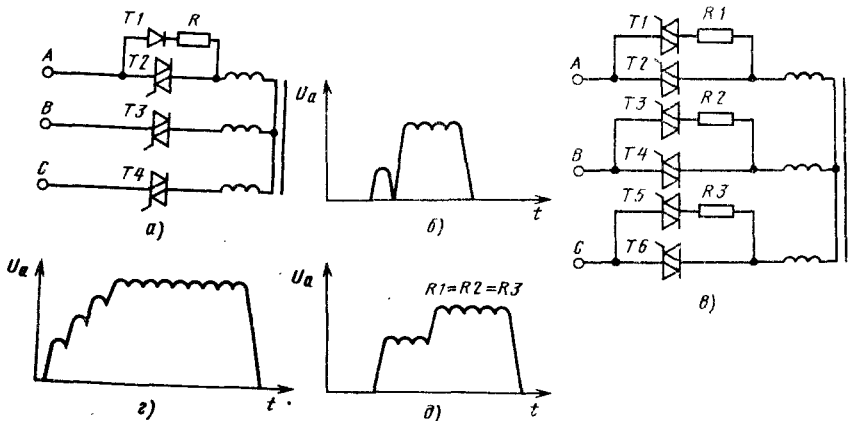 T1 R
A
T2
B
T3
C
T4
а)
Ua
t
б)
T1 R1
A
T2
T3 R2
B
T4
T5 R3
C
T6
в)
Ua
t
г)
Ua
R1=R2=R3
t
д)